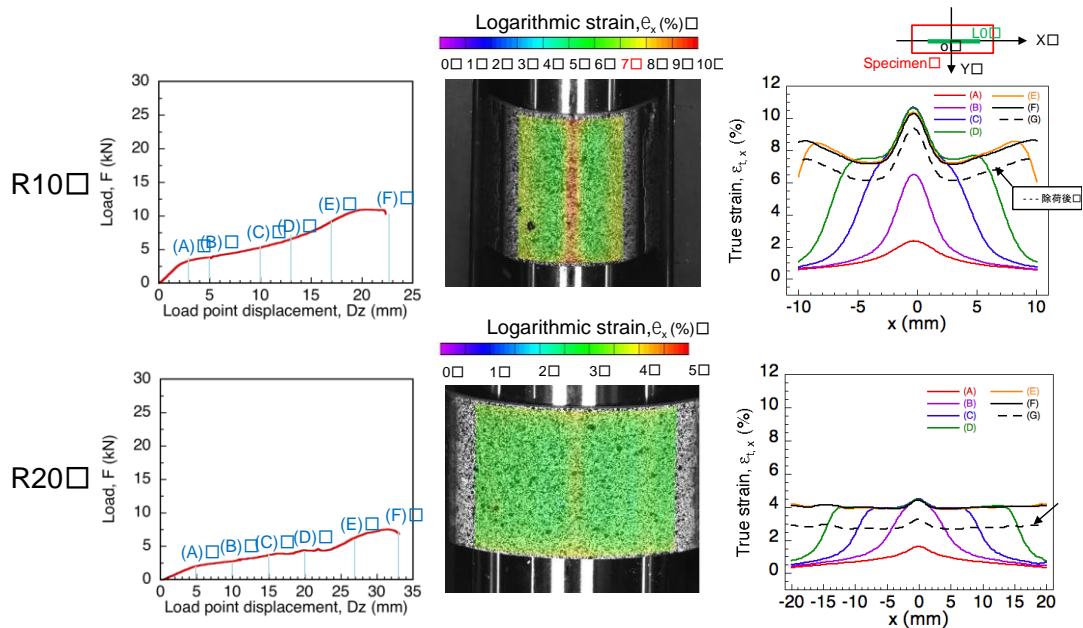 Logarithmic strain,e_x (%)□
0□ 1□ 2□ 3□ 4□ 5□ 6□ 7□ 8□ 9□ 10□
L0□
o□
X□
Specimen□
Y□
R10□
Load, F (kN)
30
25
20
15
10
5
0
(A)□
(B)□
(C)□
(D)□
(E)□
(F)□
0 5 10 15 20 25
Load point displacement, Dz (mm)
True strain, ε_t, x (%)
12
10
8
6
4
2
0
(A)
(B)
(C)
(D)
(E)
(F)
(G)
---- 除荷後□
-10 -5 0 5 10
x (mm)
Logarithmic strain,e_x (%)□
0□ 1□ 2□ 3□ 4□ 5□
R20□
Load, F (kN)
30
25
20
15
10
5
0
(A)□
(B)□
(C)□
(D)□
(E)□
(F)□
0 5 10 15 20 25 30 35
Load point displacement, Dz (mm)
True strain, ε_t, x (%)
12
10
8
6
4
2
0
(A)
(B)
(C)
(D)
(E)
(F)
(G)
-20 -15 -10 -5 0 5 10 15 20
x (mm)